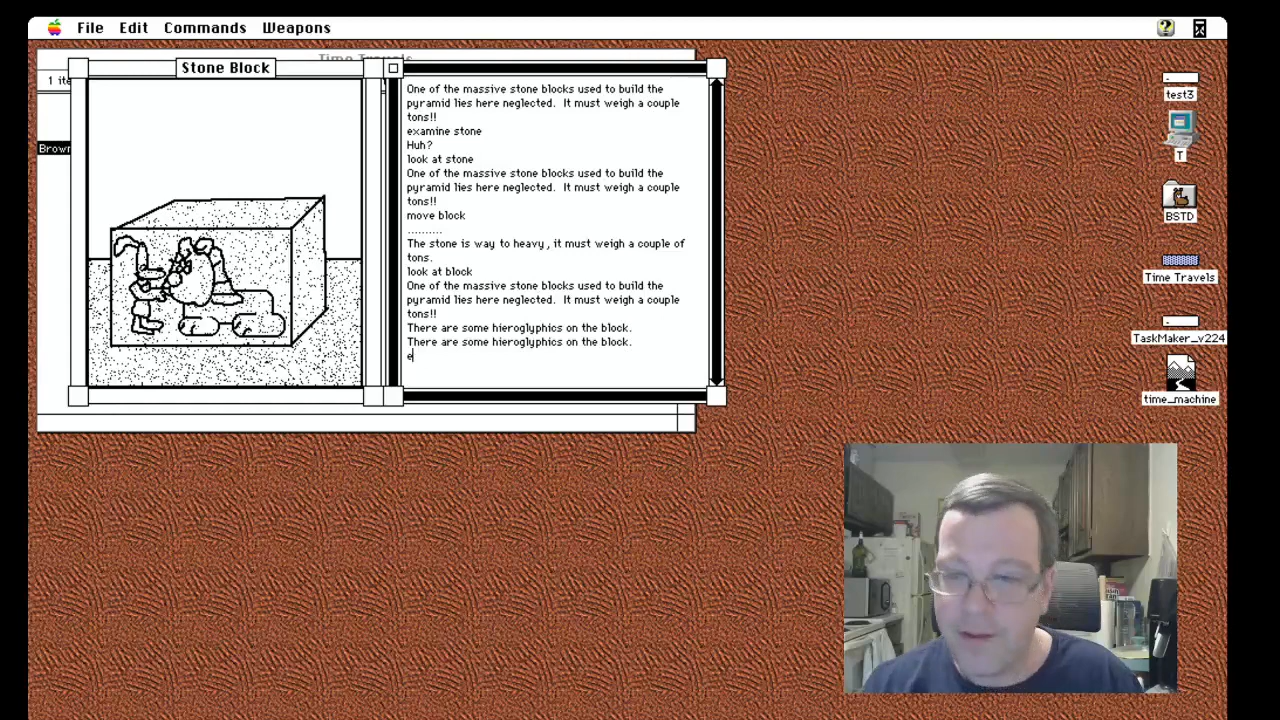 File Edit Commands Weapons
Time Travels
Stone Block
1 ite
Brown
One of the massive stone blocks used to build the
pyramid lies here neglected. It must weigh a couple
tons!!
examine stone
Huh?
look at stone
One of the massive stone blocks used to build the
pyramid lies here neglected. It must weigh a couple
tons!!
move block
..........
The stone is way to heavy, it must weigh a couple of
tons.
look at block
One of the massive stone blocks used to build the
pyramid lies here neglected. It must weigh a couple
tons!!
There are some hieroglyphics on the block.
There are some hieroglyphics on the block.
e
test3
T
BSTD
Time Travels
TaskMaker_v224
time_machine